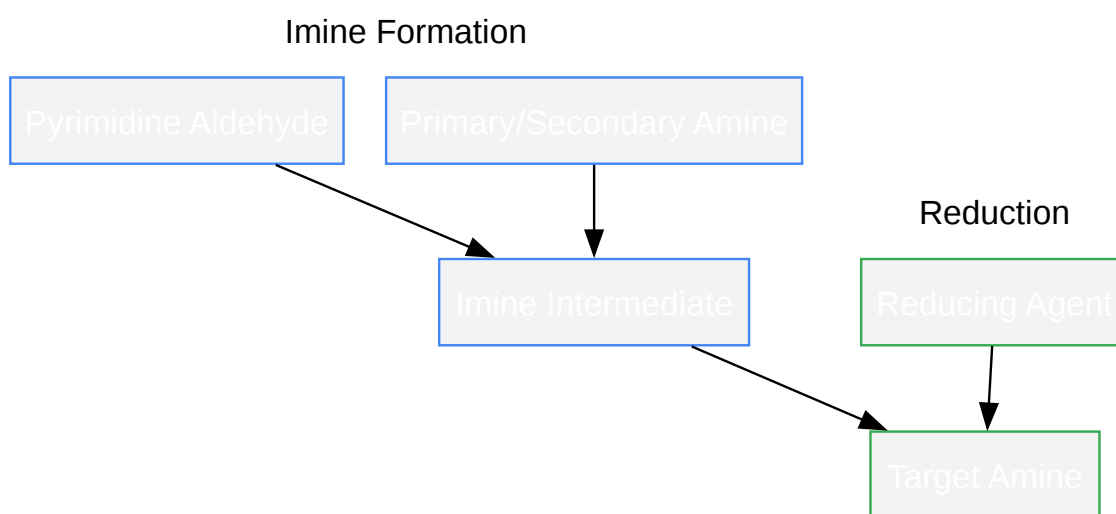 Imine Formation
Pyrimidine Aldehyde
Primary/Secondary Amine
Reduction
Imine Intermediate
Reducing Agent
Target Amine